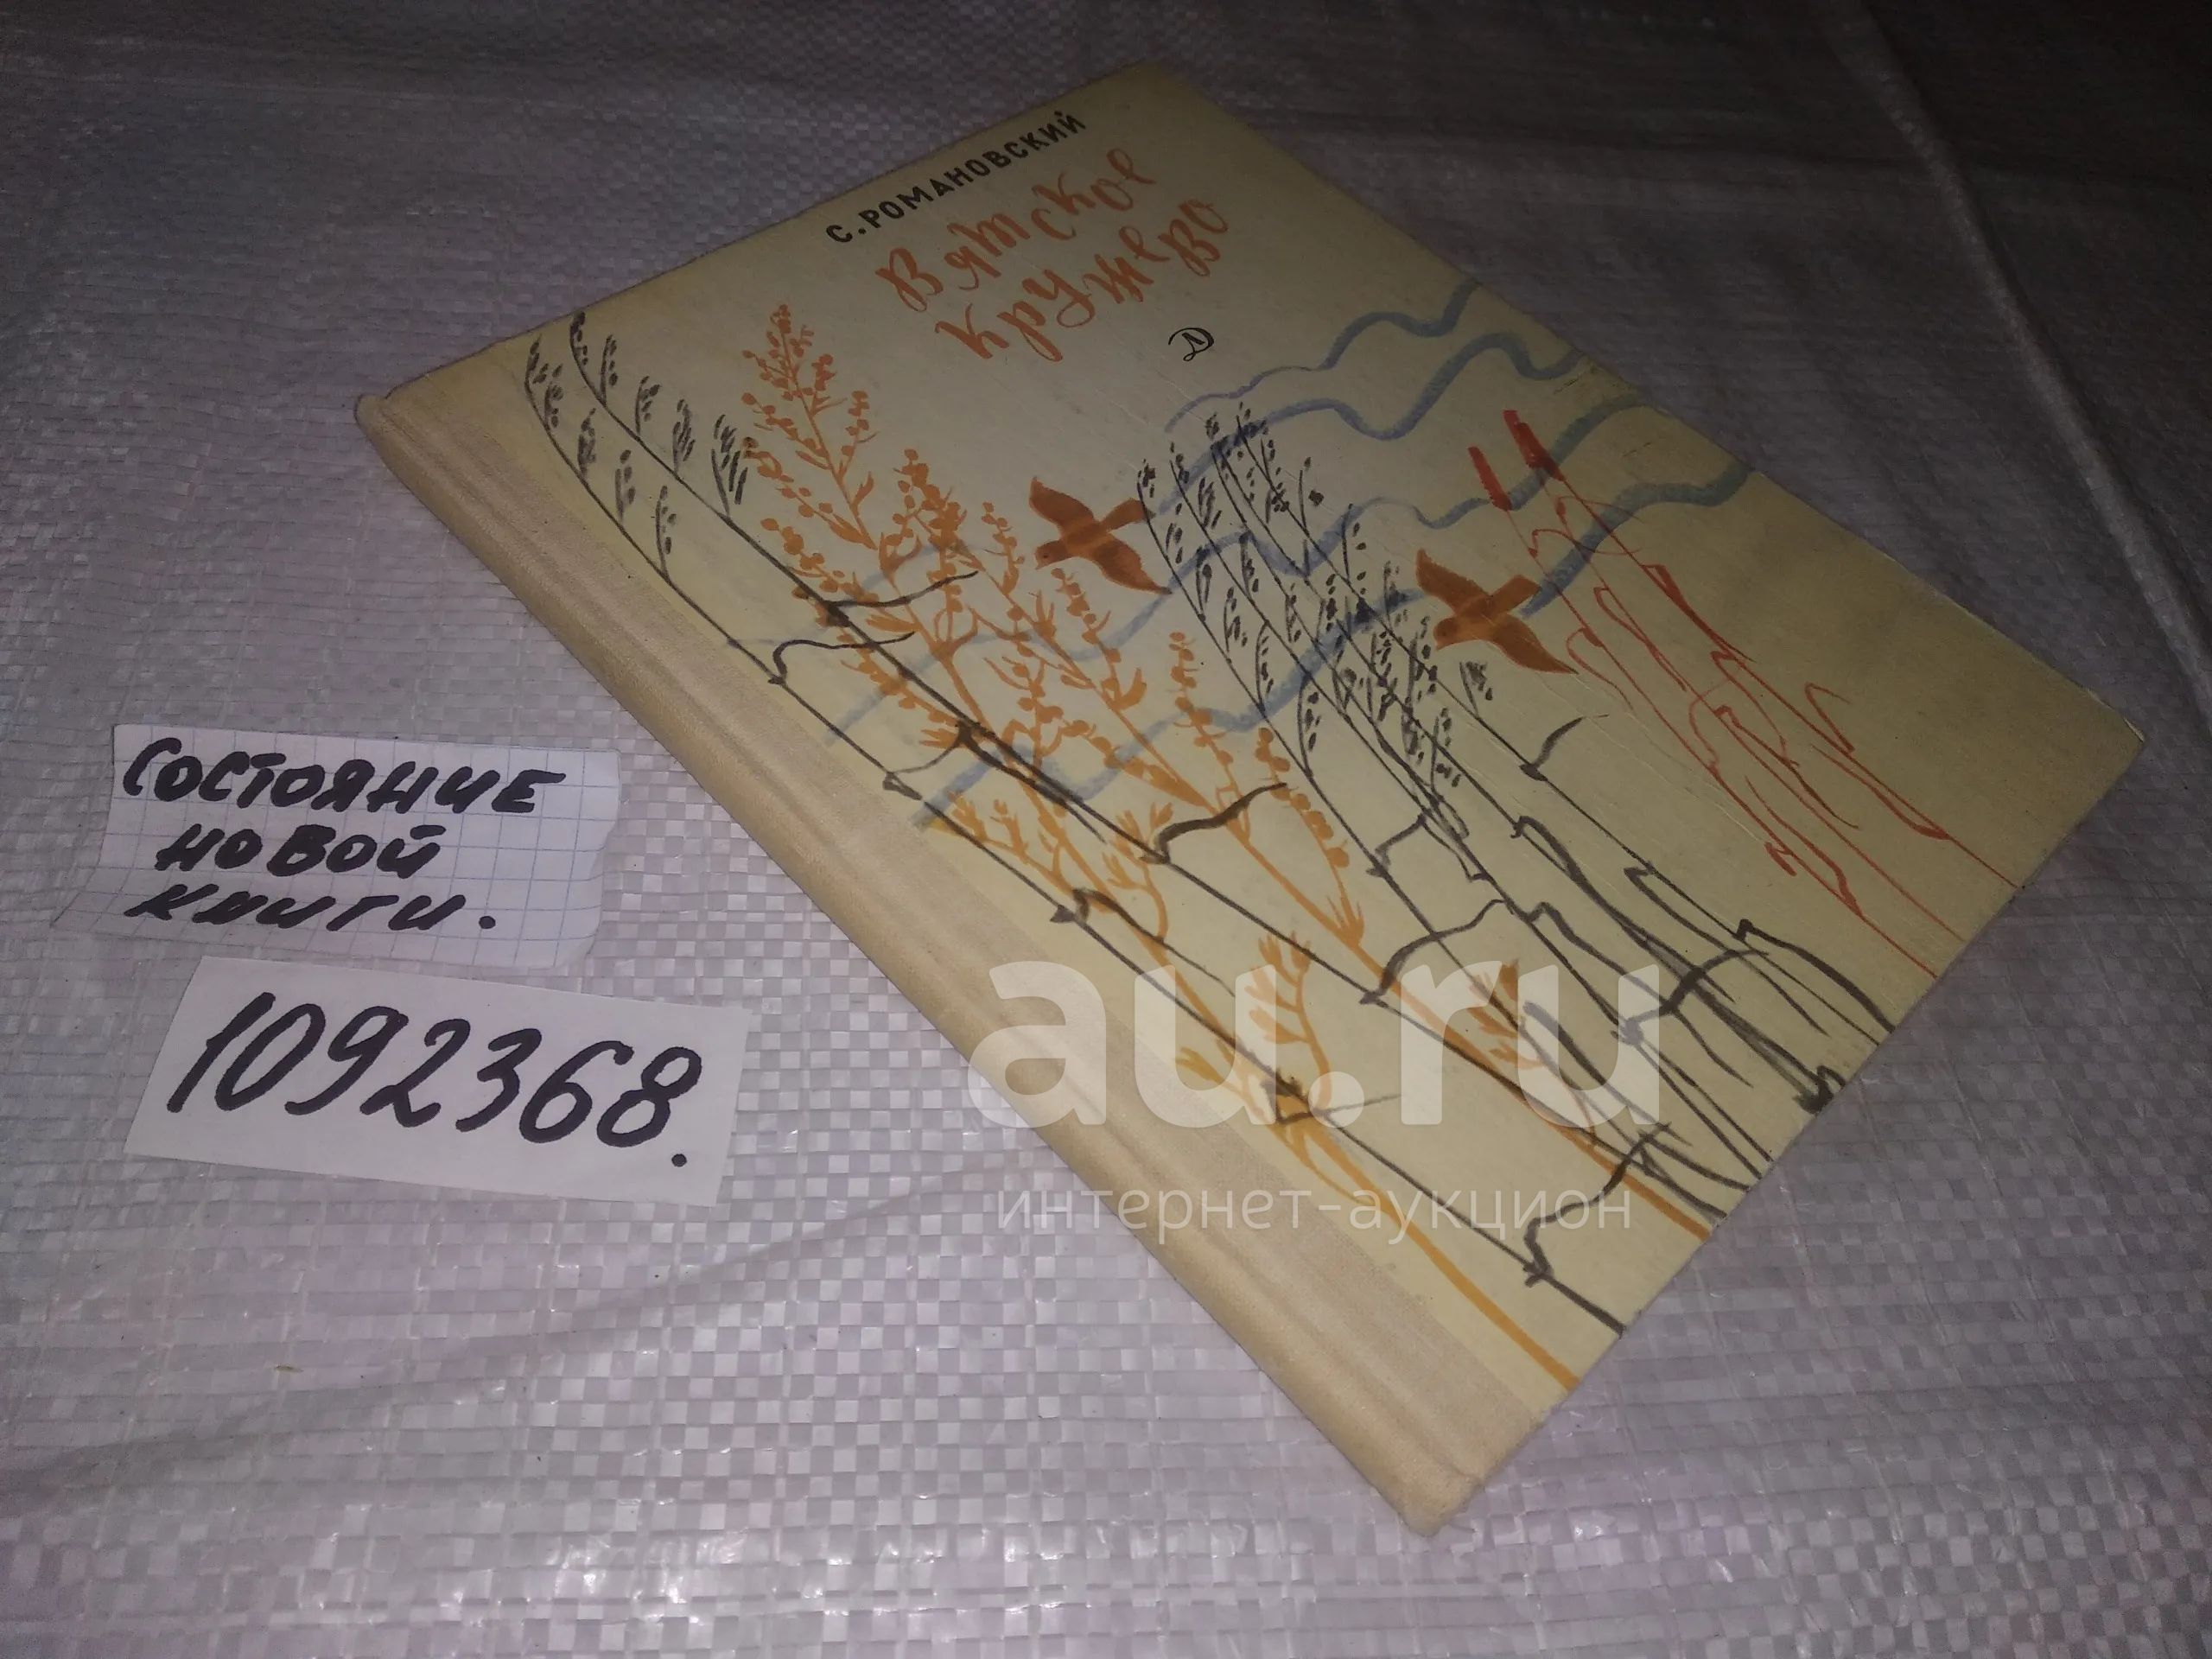 С. РОМАНОВСКИЙ
Вятское
кружево
Д
СОСТОЯНИЕ
НОВОЙ
КНИГИ.
1092368.
au.ru
интернет-аукцион